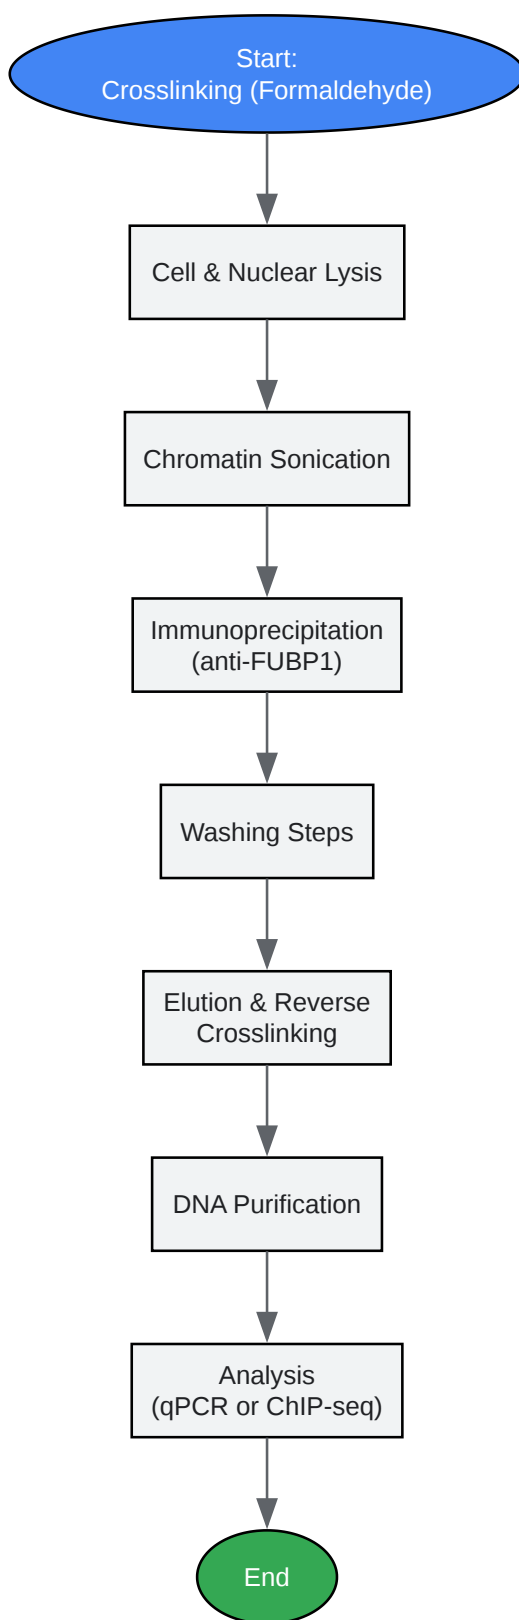 Start:
Crosslinking (Formaldehyde)
Cell & Nuclear Lysis
Chromatin Sonication
Immunoprecipitation
(anti-FUBP1)
Washing Steps
Elution & Reverse
Crosslinking
DNA Purification
Analysis
(qPCR or ChIP-seq)
End